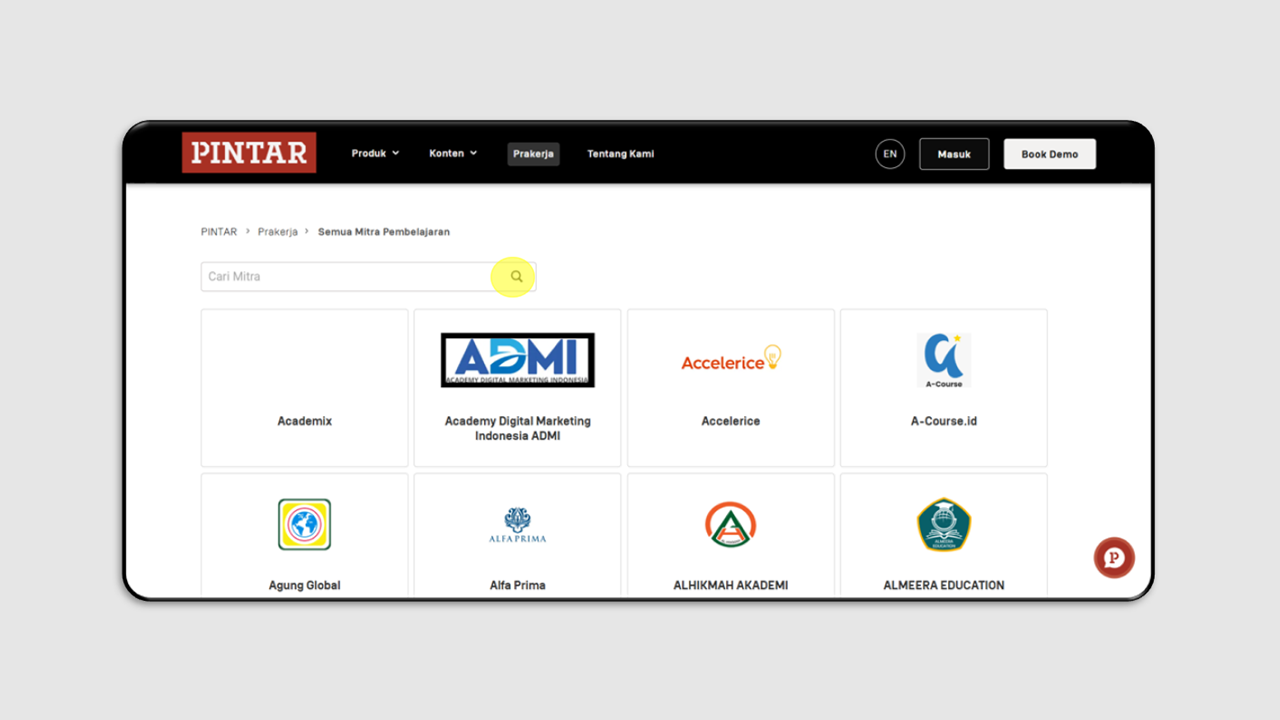 PINTAR
Produk
Konten
Prakerja
Tentang Kami
EN
Masuk
Book Demo
PINTAR > Prakerja > Semua Mitra Pembelajaran
Cari Mitra
ADMI
ACADEMY DIGITAL MARKETING INDONESIA
Accelerice
A-Course
Academix
Academy Digital Marketing
Indonesia ADMI
Accelerice
A-Course.id
ALFA PRIMA
ALMEERA
EDUCATION
Agung Global
Alfa Prima
ALHIKMAH AKADEMI
ALMEERA EDUCATION
P